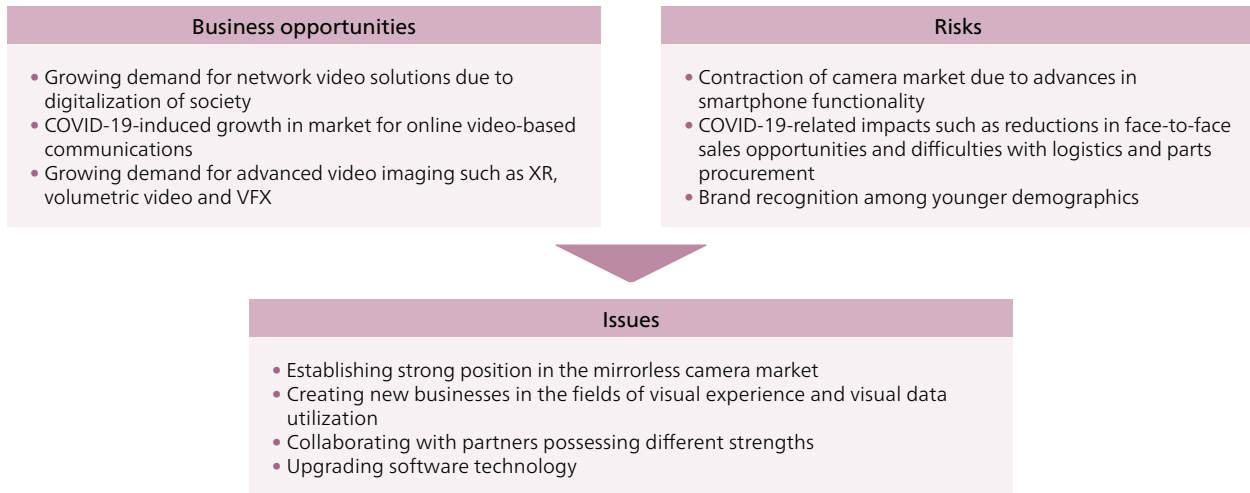 Business opportunities
• Growing demand for network video solutions due to
digitalization of society
• COVID-19-induced growth in market for online video-based
communications
• Growing demand for advanced video imaging such as XR,
volumetric video and VFX
Risks
• Contraction of camera market due to advances in
smartphone functionality
• COVID-19-related impacts such as reductions in face-to-face
sales opportunities and difficulties with logistics and parts
procurement
• Brand recognition among younger demographics
Issues
• Establishing strong position in the mirrorless camera market
• Creating new businesses in the fields of visual experience and visual data
utilization
• Collaborating with partners possessing different strengths
• Upgrading software technology